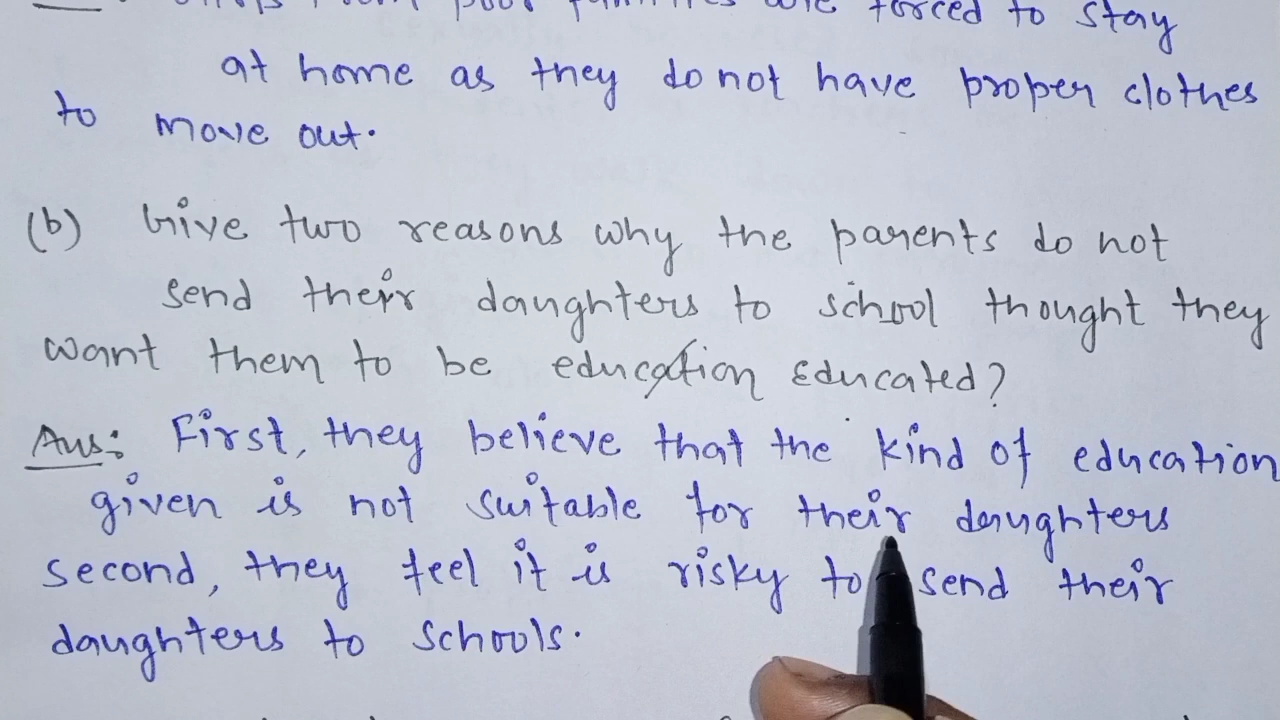 forced to stay
at home as they do not have proper clothes
to move out.
(b) Give two reasons why the parents do not
send their daughters to school thought they
want them to be education Educated?
Ans: First, they believe that the kind of education
given is not suitable for their daughters
second, they feel it is risky to send their
daughters to schools.